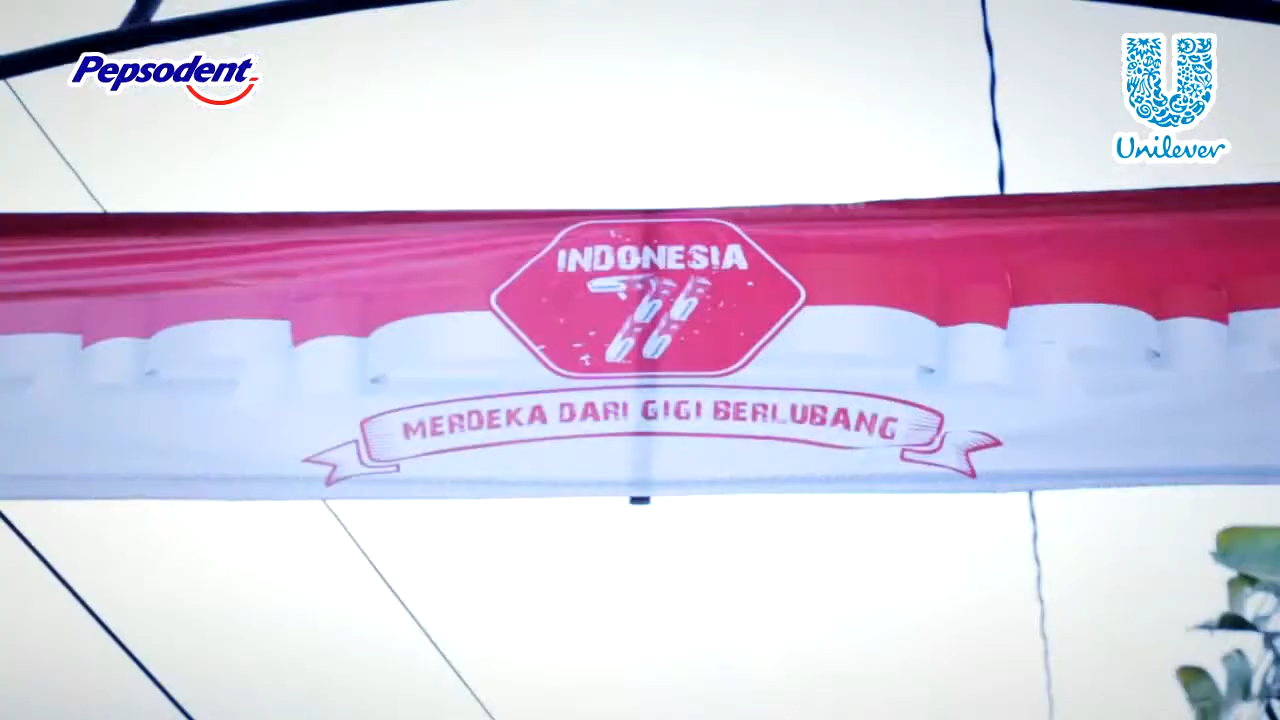 Pepsodent
Unilever
INDONESIA
77
MERDEKA DARI GIGI BERLUBANG